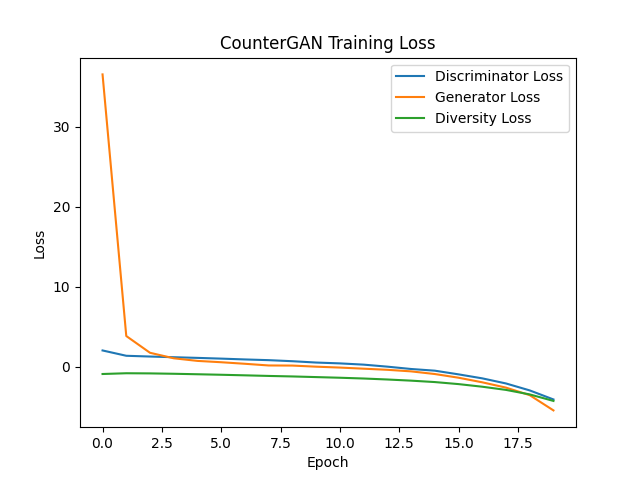 CounterGAN Training Loss
Discriminator Loss
Generator Loss
Diversity Loss
Loss
30
20
10
0
0.0 2.5 5.0 7.5 10.0 12.5 15.0 17.5
Epoch